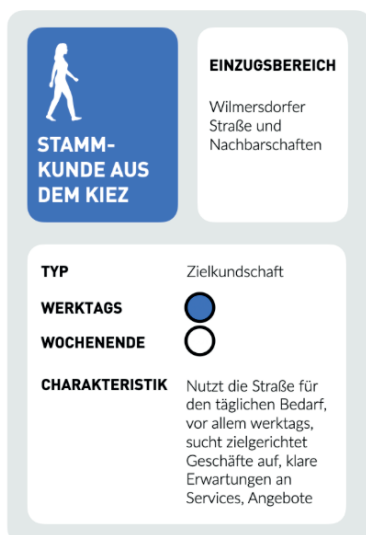 STAMM-
KUNDE AUS
DEM KIEZ
EINZUGSBEREICH
Wilmersdorfer
Straße und
Nachbarschaften
TYP Zielkundschaft
WERKTAGS
WOCHENENDE
CHARAKTERISTIK Nutzt die Straße für
den täglichen Bedarf,
vor allem werktags,
sucht zielgerichtet
Geschäfte auf, klare
Erwartungen an
Services, Angebote